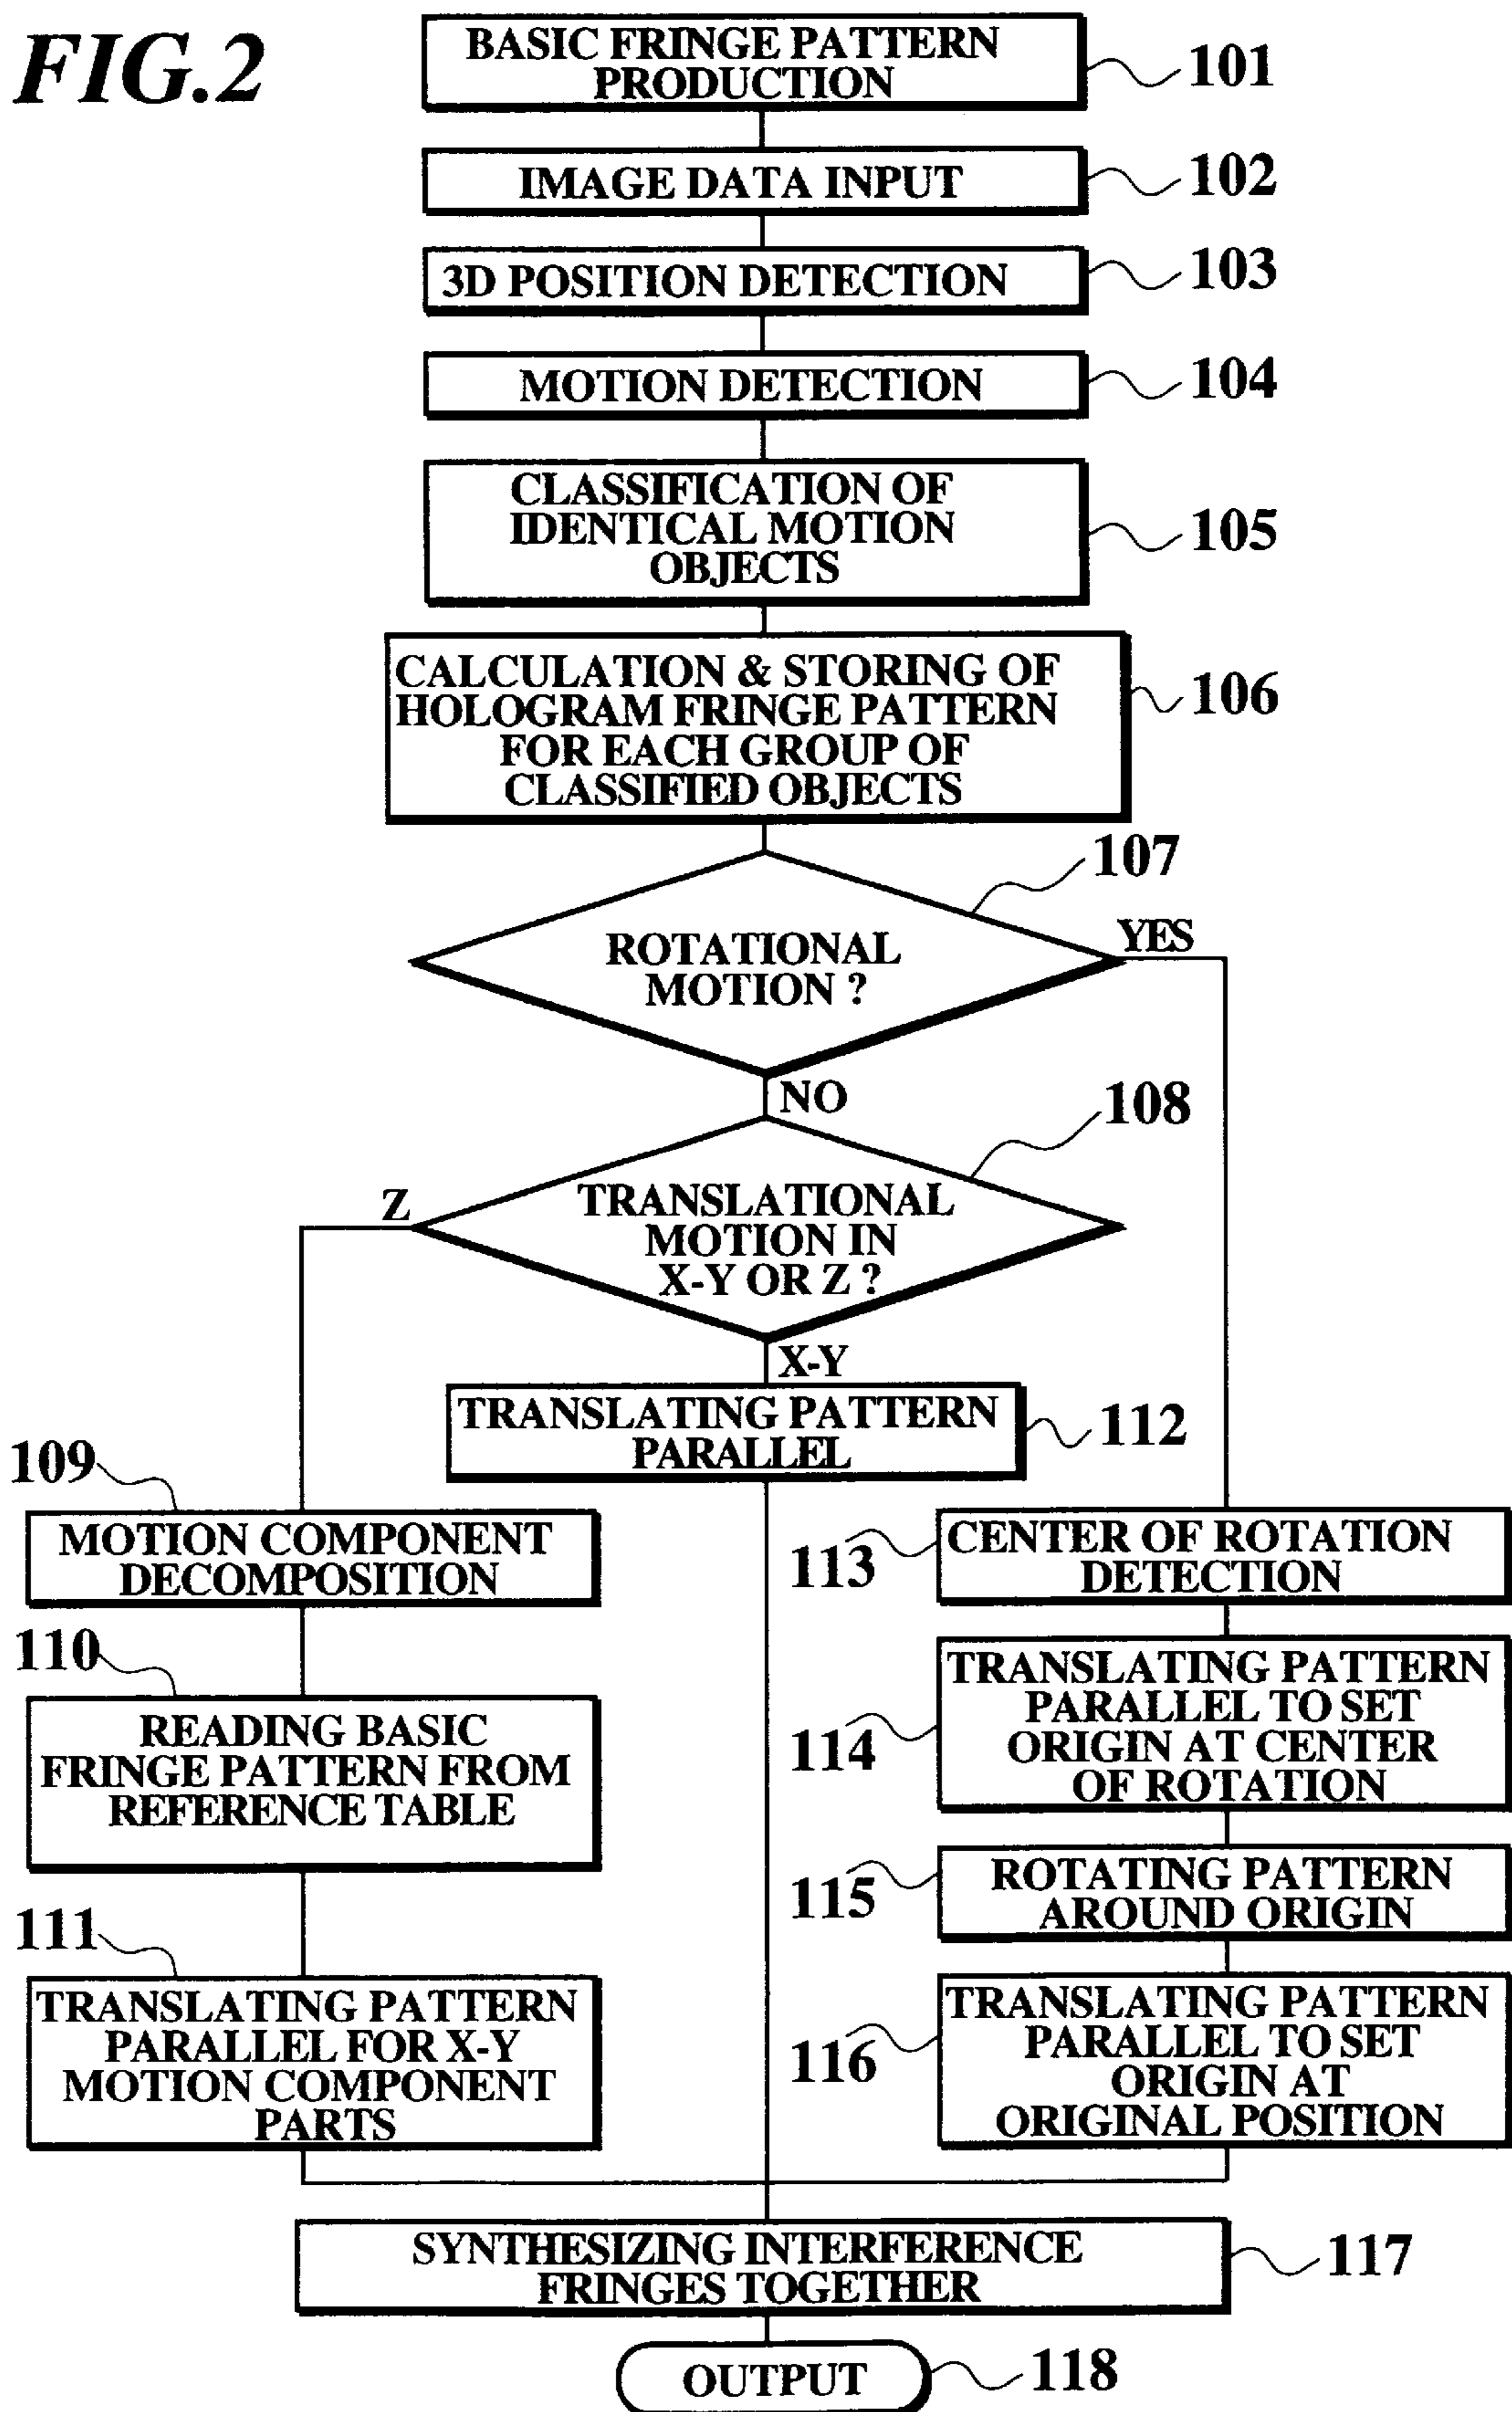 FIG.2
BASIC FRINGE PATTERN
PRODUCTION
101
IMAGE DATA INPUT
102
3D POSITION DETECTION
103
MOTION DETECTION
104
CLASSIFICATION OF
IDENTICAL MOTION
OBJECTS
105
CALCULATION & STORING OF
HOLOGRAM FRINGE PATTERN
FOR EACH GROUP OF
CLASSIFIED OBJECTS
106
107
ROTATIONAL
MOTION ?
YES
NO
108
TRANSLATIONAL
MOTION IN
X-Y OR Z ?
Z
X-Y
TRANSLATING PATTERN
PARALLEL
112
109
MOTION COMPONENT
DECOMPOSITION
110
READING BASIC
FRINGE PATTERN FROM
REFERENCE TABLE
111
TRANSLATING PATTERN
PARALLEL FOR X-Y
MOTION COMPONENT
PARTS
113
CENTER OF ROTATION
DETECTION
114
TRANSLATING PATTERN
PARALLEL TO SET
ORIGIN AT CENTER
OF ROTATION
115
ROTATING PATTERN
AROUND ORIGIN
116
TRANSLATING PATTERN
PARALLEL TO SET
ORIGIN AT
ORIGINAL POSITION
SYNTHESIZING INTERFERENCE
FRINGES TOGETHER
117
OUTPUT
118